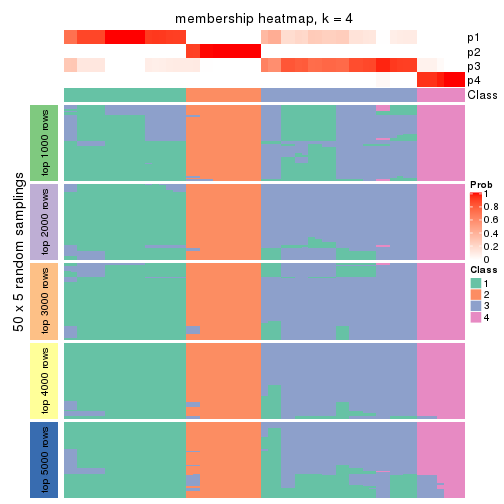 membership heatmap, k = 4
p1
p2
p3
p4
Class
50 x 5 random samplings
top 1000 rows
top 2000 rows
top 3000 rows
top 4000 rows
top 5000 rows
Prob
1
0.8
0.6
0.4
0.2
0
Class
1
2
3
4